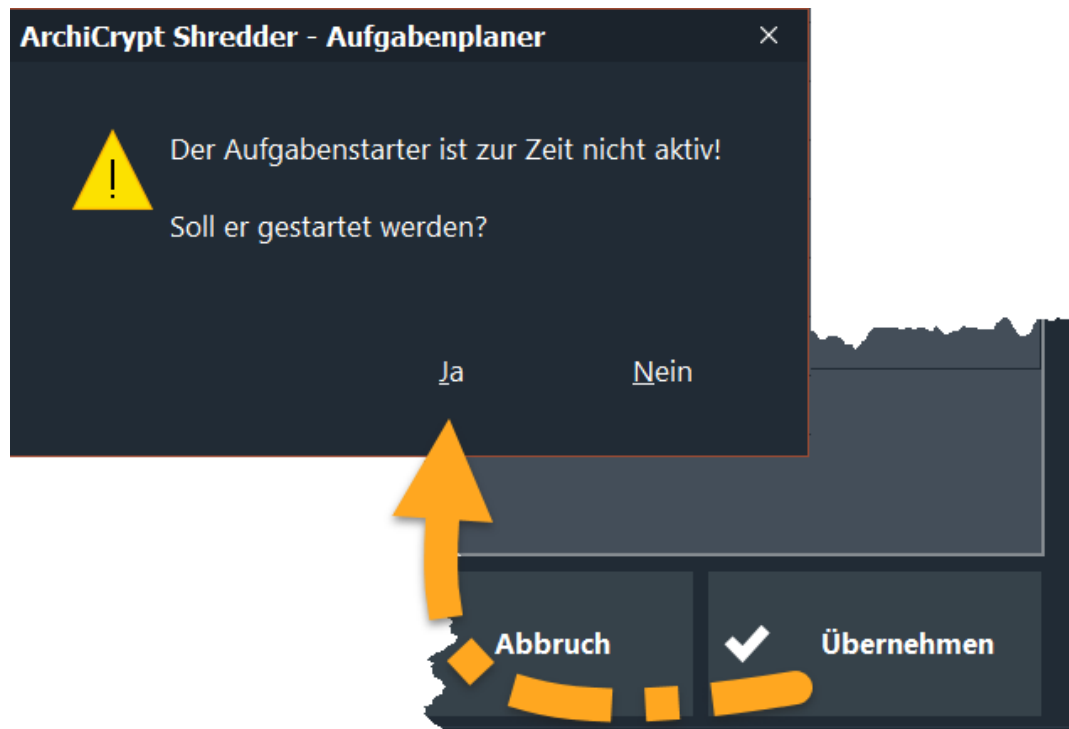 ArchiCrypt Shredder - Aufgabenplaner
Der Aufgabenstarter ist zur Zeit nicht aktiv!
Soll er gestartet werden?
Ja Nein
Abbruch Übernehmen